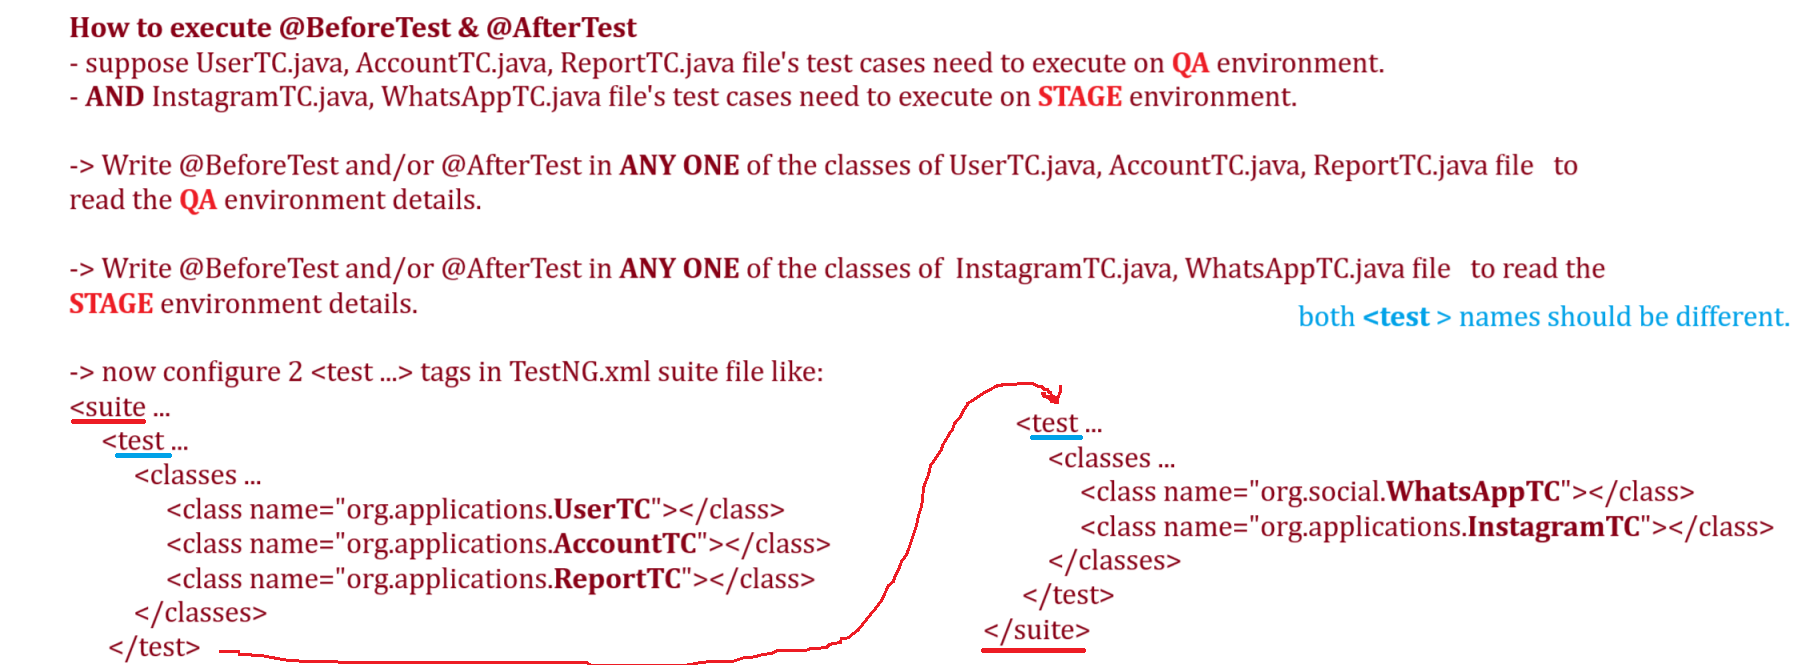 How to execute @BeforeTest & @AfterTest
- suppose UserTC.java, AccountTC.java, ReportTC.java file's test cases need to execute on QA environment.
- AND InstagramTC.java, WhatsAppTC.java file's test cases need to execute on STAGE environment.
-> Write @BeforeTest and/or @AfterTest in ANY ONE of the classes of UserTC.java, AccountTC.java, ReportTC.java file to
read the QA environment details.
-> Write @BeforeTest and/or @AfterTest in ANY ONE of the classes of InstagramTC.java, WhatsAppTC.java file to read the
STAGE environment details.
both <test > names should be different.
-> now configure 2 <test ...> tags in TestNG.xml suite file like:
<suite ...
<test ...
<classes ...
<class name="org.applications.UserTC"></class>
<class name="org.applications.AccountTC"></class>
<class name="org.applications.ReportTC"></class>
</classes>
</test>
<test ...
<classes ...
<class name="org.social.WhatsAppTC"></class>
<class name="org.applications.InstagramTC"></class>
</classes>
</test>
</suite>